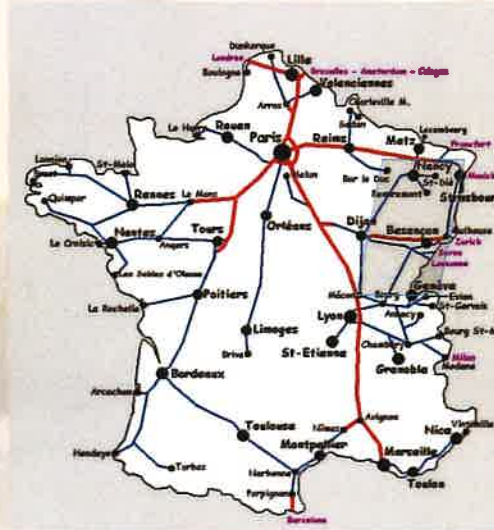 Dunkerque
Lille
Londres
Bruxelles - Amsterdam - Cologne
Boulogne
Valenciennes
Arras
Charleville M.
Sedan
Le Havre
Rouen
Paris
Reims
Metz
Luxembourg
Francfort
Nancy
Munich
Bar le Duc
St-Dié
Remiremont
Strasbourg
Melun
Lannion
Brest
St-Malo
Quimper
Rennes
Le Mans
Orléans
Dijon
Besançon
Mulhouse
Zurich
Berne
Lausanne
Tours
Nantes
Angers
Le Croisic
Les Sables d'Olonne
Poitiers
La Rochelle
Mâcon
Bourg
Genève
Evian
St-Gervais
Annecy
Lyon
Limoges
Brive
St-Etienne
Chambéry
Bourg St-M
Grenoble
Milan
Modane
Bordeaux
Arcachon
Toulouse
Nîmes
Avignon
Montpellier
Nice
Vintimille
Marseille
Toulon
Hendaye
Tarbes
Narbonne
Perpignan
Barcelone